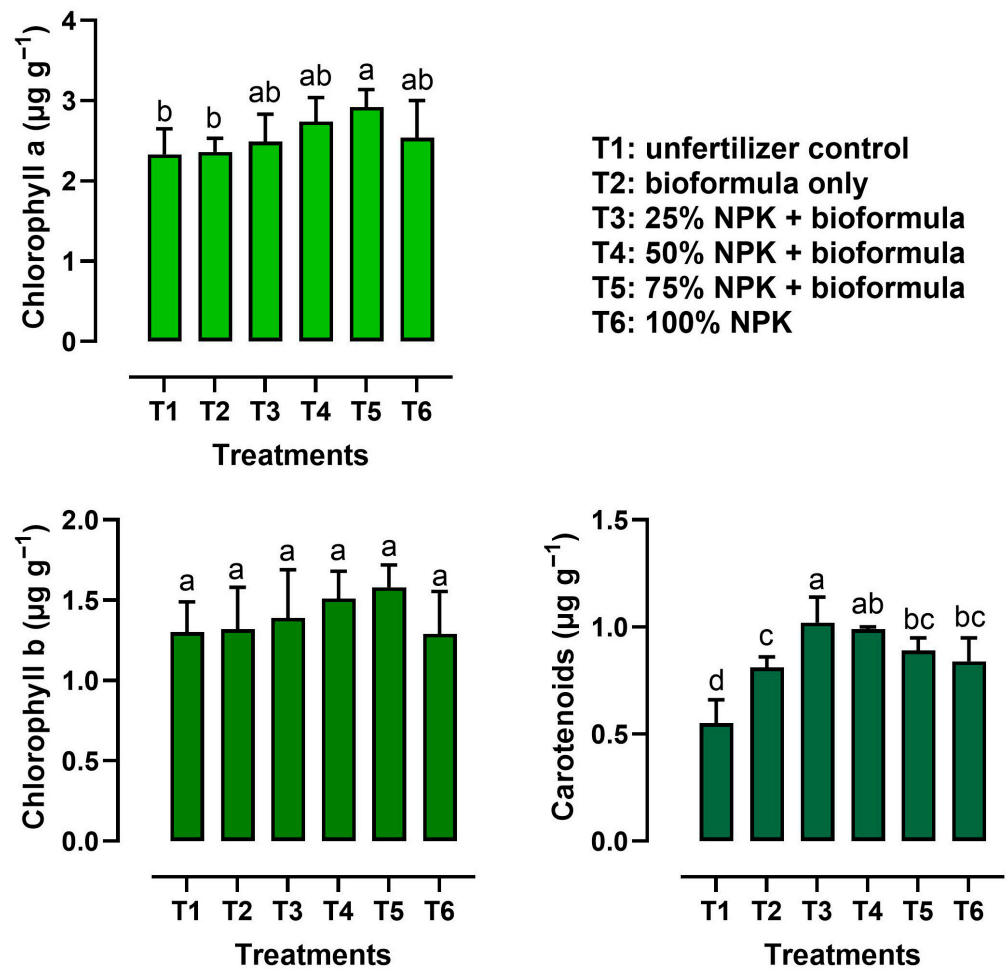 Chlorophyll a (µg g⁻¹)
4
3
2
1
0
b
b
ab
ab
a
ab
T1 T2 T3 T4 T5 T6
Treatments
T1: unfertilizer control
T2: bioformula only
T3: 25% NPK + bioformula
T4: 50% NPK + bioformula
T5: 75% NPK + bioformula
T6: 100% NPK
Chlorophyll b (µg g⁻¹)
2.0
1.5
1.0
0.5
0.0
a
a
a
a
a
a
T1 T2 T3 T4 T5 T6
Treatments
Carotenoids (µg g⁻¹)
1.5
1.0
0.5
0.0
d
c
a
ab
bc
bc
T1 T2 T3 T4 T5 T6
Treatments